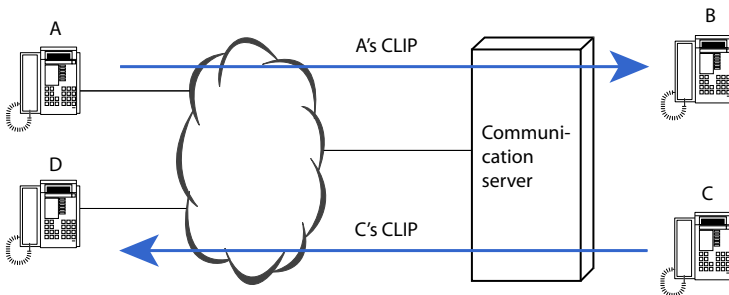 A
A's CLIP
B
Communi-
cation
server
D
C
C's CLIP